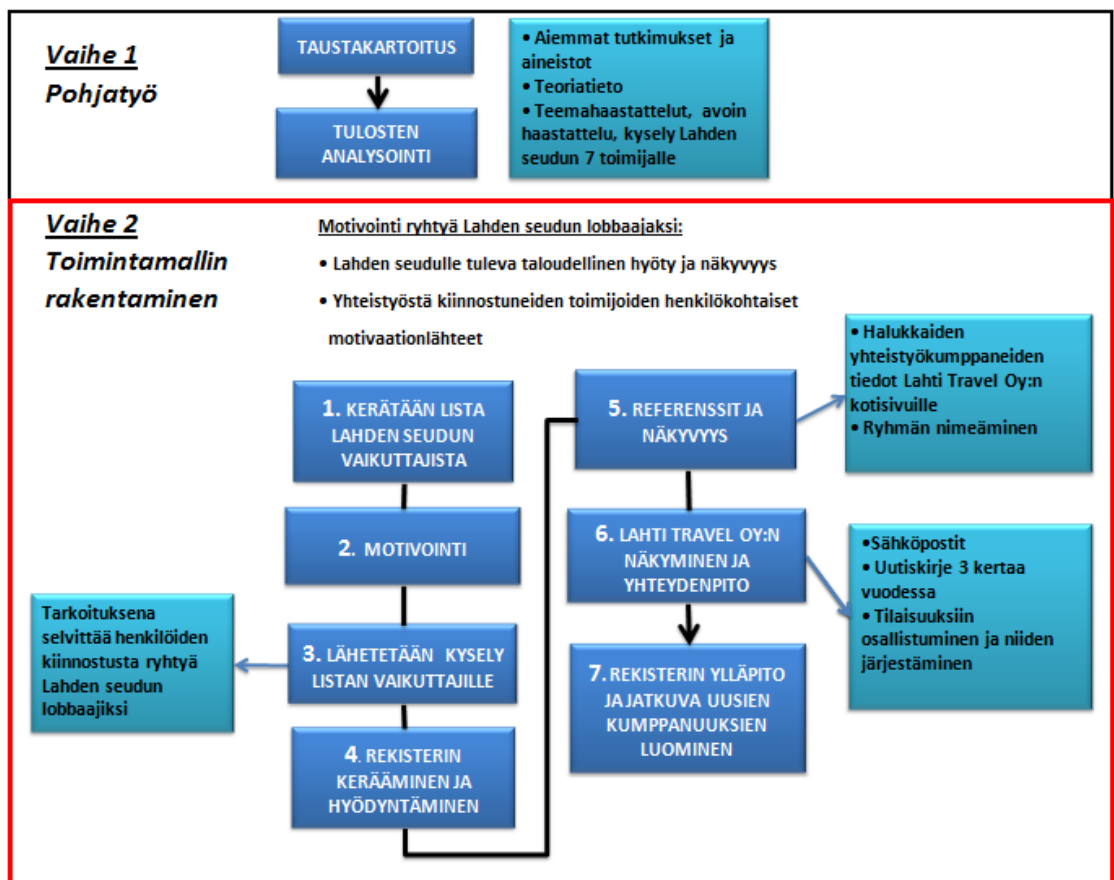 Vaihe 1
Pohjatyö
TAUSTAKARTOITUS
TULOSTEN
ANALYSOINTI
• Aiemmat tutkimukset ja
aineistot
• Teoriatieto
• Teemahaastattelut, avoin
haastattelu, kysely Lahden
seudun 7 toimijalle
Vaihe 2
Toimintamallin
rakentaminen
Motivointi ryhtyä Lahden seudun lobbaajaksi:
• Lahden seudulle tuleva taloudellinen hyöty ja näkyvyys
• Yhteistyöstä kiinnostuneiden toimijoiden henkilökohtaiset
motivaationlähteet
1. KERÄTÄÄN LISTA
LAHDEN SEUDUN
VAIKUTTAJISTA
2. MOTIVOINTI
3. LÄHETETÄÄN KYSELY
LISTAN VAIKUTTAJILLE
Tarkoituksena
selvittää henkilöiden
kiinnostusta ryhtyä
Lahden seudun
lobbaajiksi
4. REKISTERIN
KERÄÄMINEN JA
HYÖDYNTÄMINEN
5. REFERENSSIT JA
NÄKYVYYS
• Halukkaiden
yhteistyökumppaneiden
tiedot Lahti Travel Oy:n
kotisivuille
• Ryhmän nimeäminen
6. LAHTI TRAVEL OY:N
NÄKYMINEN JA
YHTEYDENPITO
•Sähköpostit
• Uutiskirje 3 kertaa
vuodessa
• Tilaisuuksiin
osallistuminen ja niiden
järjestäminen
7. REKISTERIN YLLÄPITO
JA JATKUVA UUSIEN
KUMPPANUUKSIEN
LUOMINEN